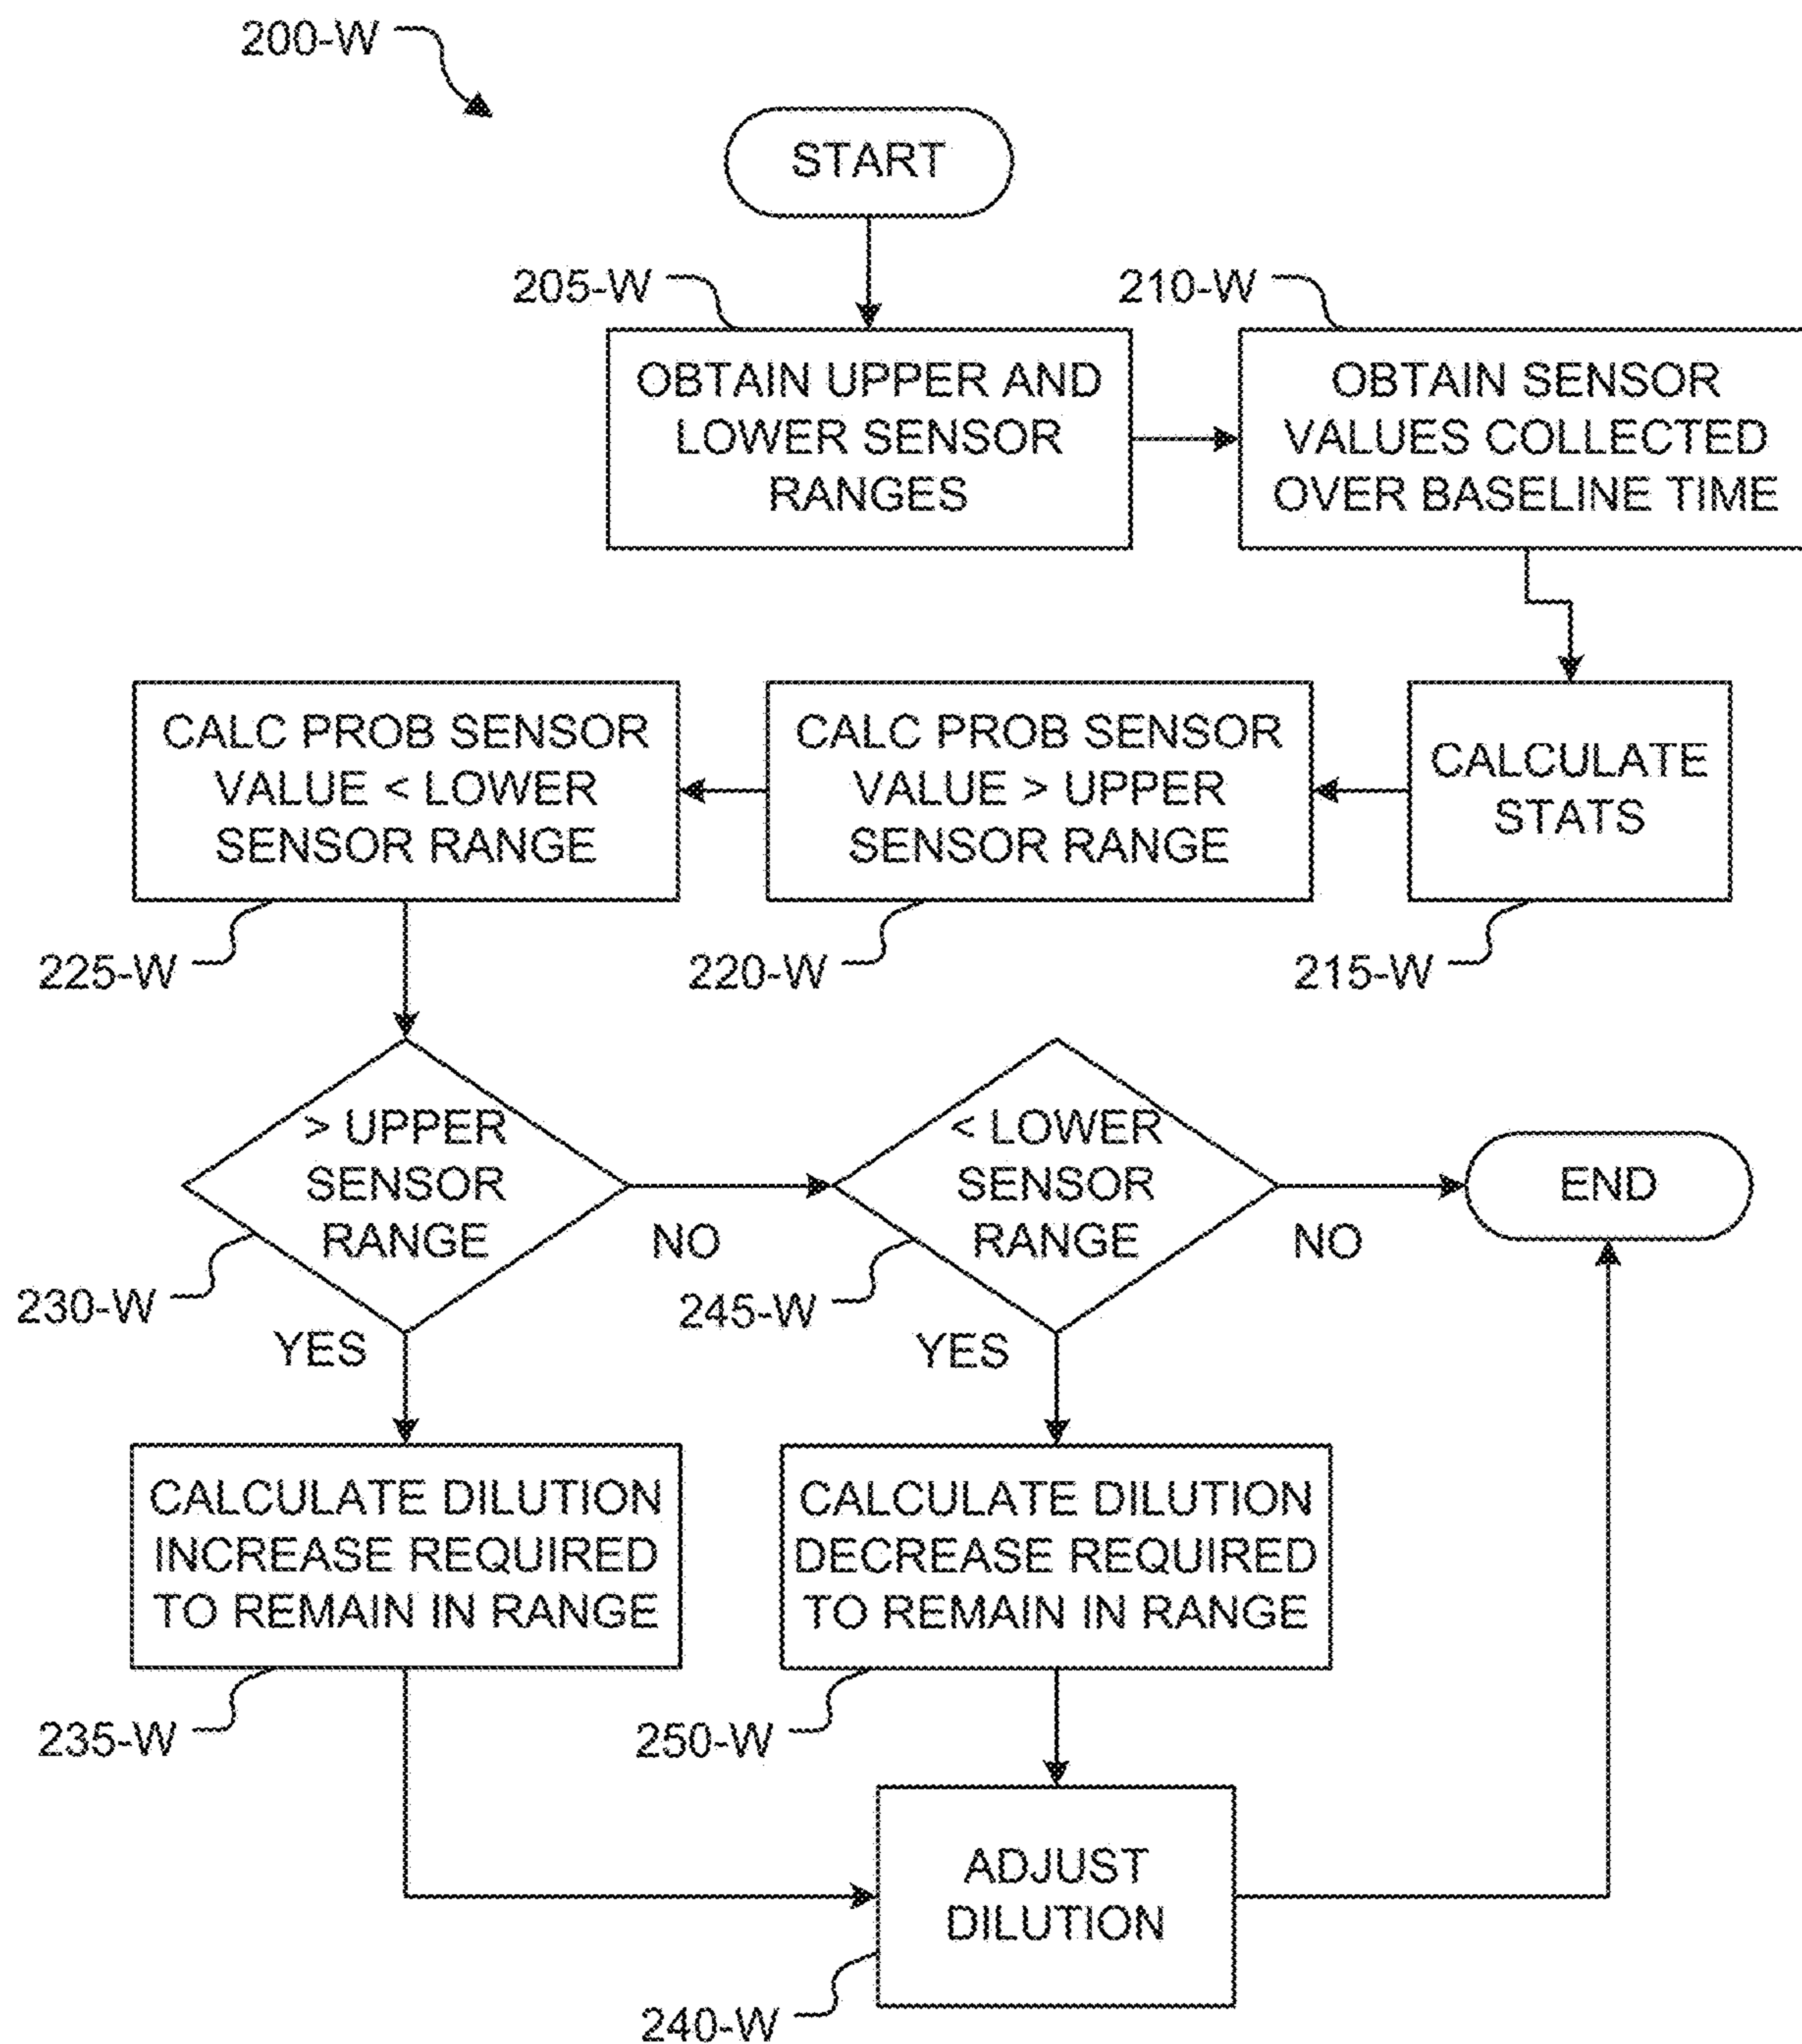 200-W
START
205-W
210-W
OBTAIN UPPER AND
LOWER SENSOR
RANGES
OBTAIN SENSOR
VALUES COLLECTED
OVER BASELINE TIME
CALC PROB SENSOR
VALUE < LOWER
SENSOR RANGE
CALC PROB SENSOR
VALUE > UPPER
SENSOR RANGE
CALCULATE
STATS
225-W
220-W
215-W
> UPPER
SENSOR
RANGE
< LOWER
SENSOR
RANGE
END
NO
NO
230-W
245-W
YES
YES
CALCULATE DILUTION
INCREASE REQUIRED
TO REMAIN IN RANGE
CALCULATE DILUTION
DECREASE REQUIRED
TO REMAIN IN RANGE
235-W
250-W
ADJUST
DILUTION
240-W